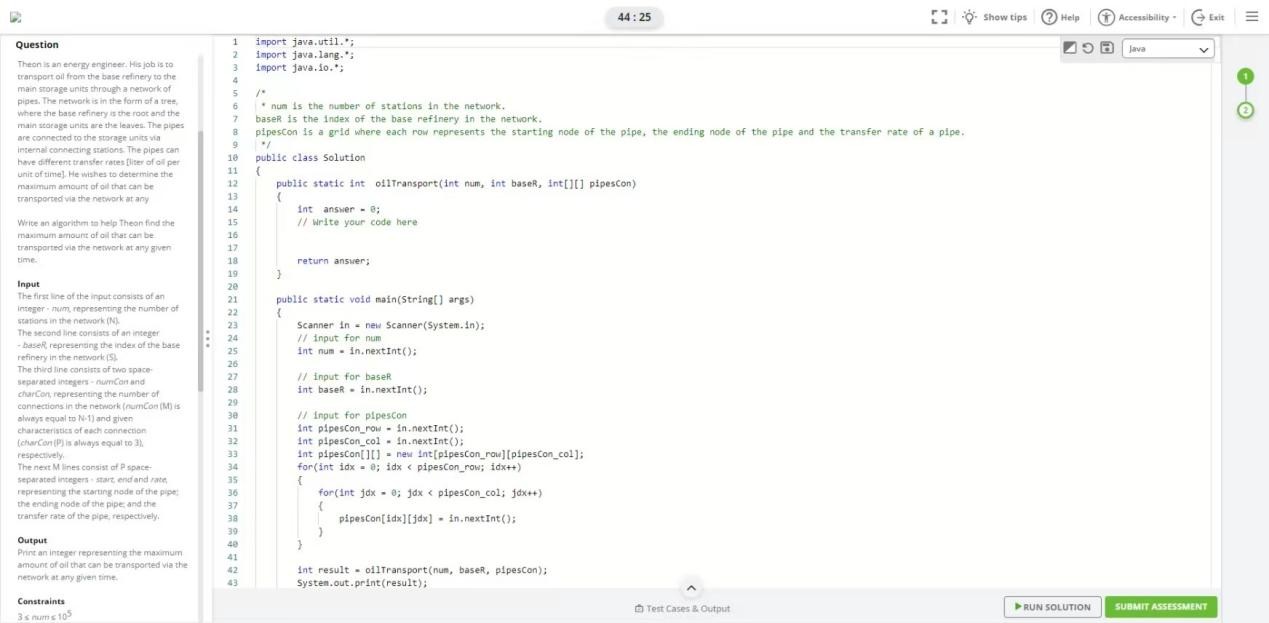 44 : 25
Show tips
Help
Accessibility
Exit
Question
Theon is an energy engineer. His job is to
transport oil from the base refinery to the
main storage units through a network of
pipes. The network is in the form of a tree,
where the base refinery is the root and the
main storage units are the leaves. The pipes
are connected to the storage units via
internal connecting stations. The pipes can
have different transfer rates [liter of oil per
unit of time]. He wishes to determine the
maximum amount of oil that can be
transported via the network at any
Write an algorithm to help Theon find the
maximum amount of oil that can be
transported via the network at any given
time.
Input
The first line of the input consists of an
integer - num, representing the number of
stations in the network (N).
The second line consists of an integer
- baseR, representing the index of the base
refinery in the network (S).
The third line consists of two space-
separated integers - numCon and
charCon, representing the number of
connections in the network (numCon (M) is
always equal to N-1) and given
characteristics of each connection
(charCon (P) is always equal to 3),
respectively.
The next M lines consist of P space-
separated integers - start, end and rate,
representing the starting node of the pipe;
the ending node of the pipe; and the
transfer rate of the pipe, respectively.
Output
Print an integer representing the maximum
amount of oil that can be transported via the
network at any given time.
Constraints
3 ≤ num ≤ 10⁵
Java
1 import java.util.*;
2 import java.lang.*;
3 import java.io.*;
4
5 /*
6 * num is the number of stations in the network.
7 baseR is the index of the base refinery in the network.
8 pipesCon is a grid where each row represents the starting node of the pipe, the ending node of the pipe and the transfer rate of a pipe.
9 */
10 public class Solution
11 {
12 public static int oilTransport(int num, int baseR, int[][] pipesCon)
13 {
14 int answer = 0;
15 // Write your code here
16
17
18 return answer;
19 }
20
21 public static void main(String[] args)
22 {
23 Scanner in = new Scanner(System.in);
24 // input for num
25 int num = in.nextInt();
26
27 // input for baseR
28 int baseR = in.nextInt();
29
30 // input for pipesCon
31 int pipesCon_row = in.nextInt();
32 int pipesCon_col = in.nextInt();
33 int pipesCon[][] = new int[pipesCon_row][pipesCon_col];
34 for(int idx = 0; idx < pipesCon_row; idx++)
35 {
36 for(int jdx = 0; jdx < pipesCon_col; jdx++)
37 {
38 pipesCon[idx][jdx] = in.nextInt();
39 }
40 }
41
42 int result = oilTransport(num, baseR, pipesCon);
43 System.out.print(result);
1
2
Test Cases & Output
RUN SOLUTION
SUBMIT ASSESSMENT